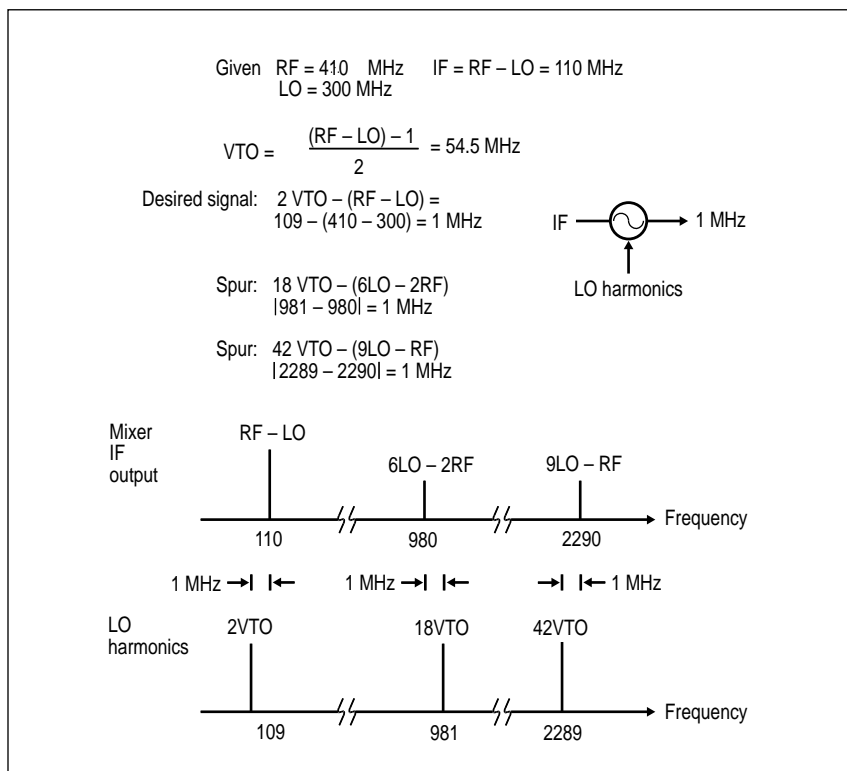 Given RF = 410 MHz IF = RF – LO = 110 MHz
LO = 300 MHz
VTO = (RF – LO) – 1 = 54.5 MHz
2
Desired signal: 2 VTO – (RF – LO) =
109 – (410 – 300) = 1 MHz
IF 1 MHz
LO harmonics
Spur: 18 VTO – (6LO – 2RF)
|981 – 980| = 1 MHz
Spur: 42 VTO – (9LO – RF)
|2289 – 2290| = 1 MHz
Mixer
IF
output
RF – LO
6LO – 2RF
9LO – RF
Frequency
110 980 2290
1 MHz 1 MHz 1 MHz
LO
harmonics
2VTO 18VTO 42VTO
Frequency
109 981 2289